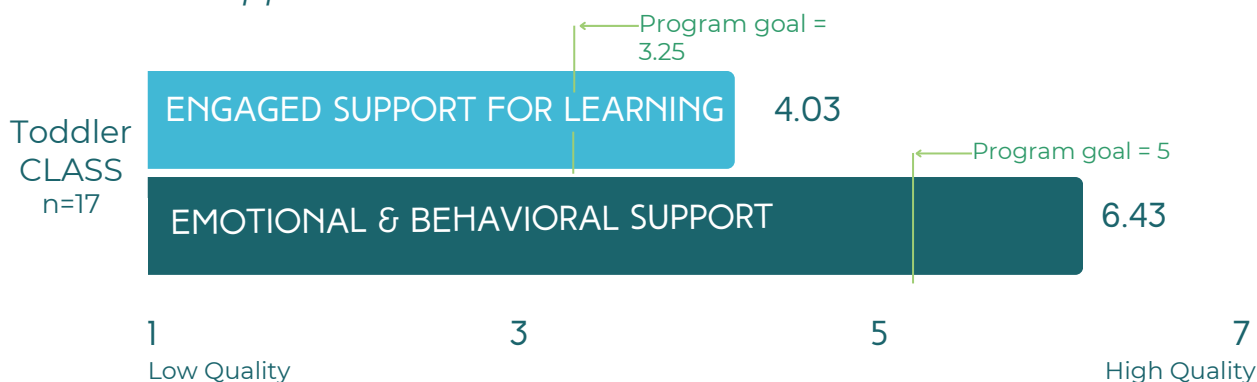 Program goal =
3.25
ENGAGED SUPPORT FOR LEARNING
4.03
Toddler
CLASS
n=17
Program goal = 5
EMOTIONAL & BEHAVIORAL SUPPORT
6.43
1 3 5 7
Low Quality High Quality